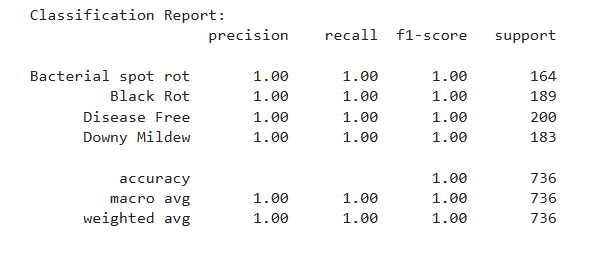 Classification Report:
precision recall f1-score support
Bacterial spot rot 1.00 1.00 1.00 164
Black Rot 1.00 1.00 1.00 189
Disease Free 1.00 1.00 1.00 200
Downy Mildew 1.00 1.00 1.00 183
accuracy 1.00 736
macro avg 1.00 1.00 1.00 736
weighted avg 1.00 1.00 1.00 736